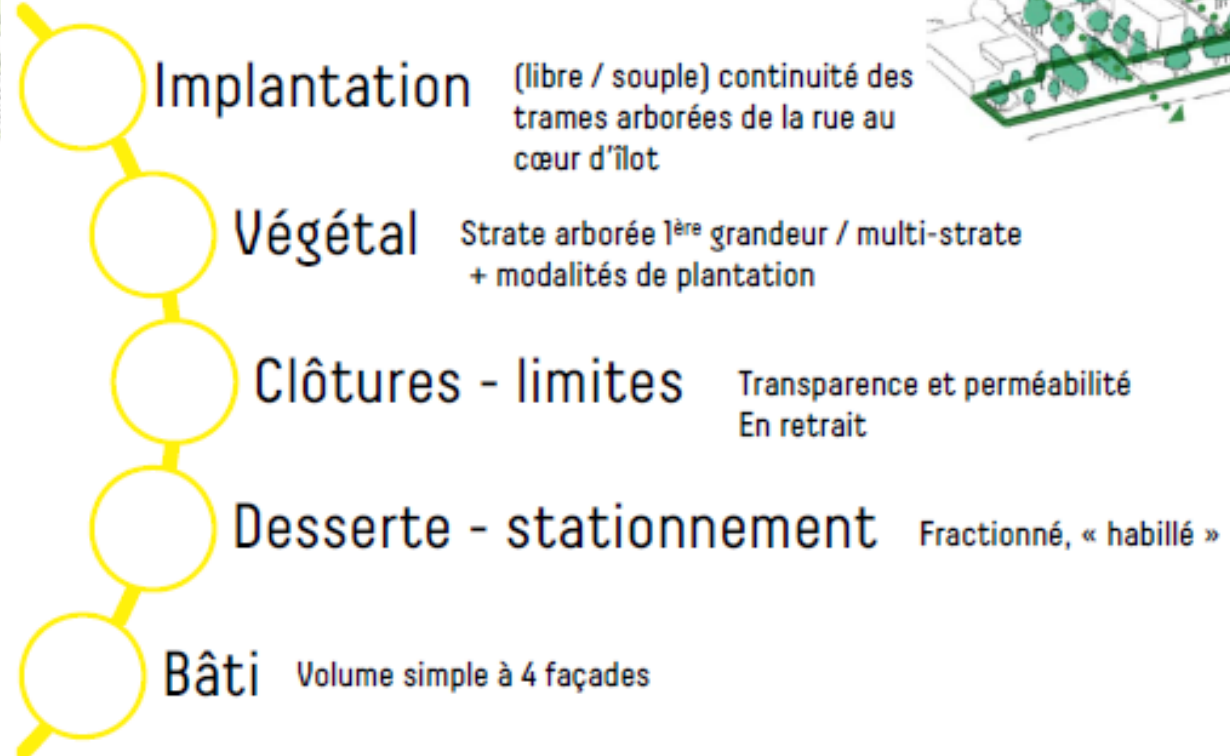 Implantation
(libre / souple) continuité des
trames arborées de la rue au
cœur d'îlot
Végétal
Strate arborée 1ère grandeur / multi-strate
+ modalités de plantation
Clôtures - limites
Transparence et perméabilité
En retrait
Desserte - stationnement
Fractionné, « habillé »
Bâti
Volume simple à 4 façades